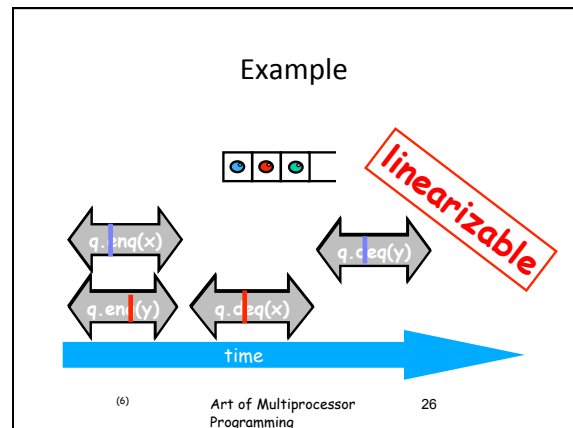 Example
linearizable
q.enq(x)
q.deq(y)
q.enq(y)
q.deq(x)
time
(6)
Art of Multiprocessor
Programming
26